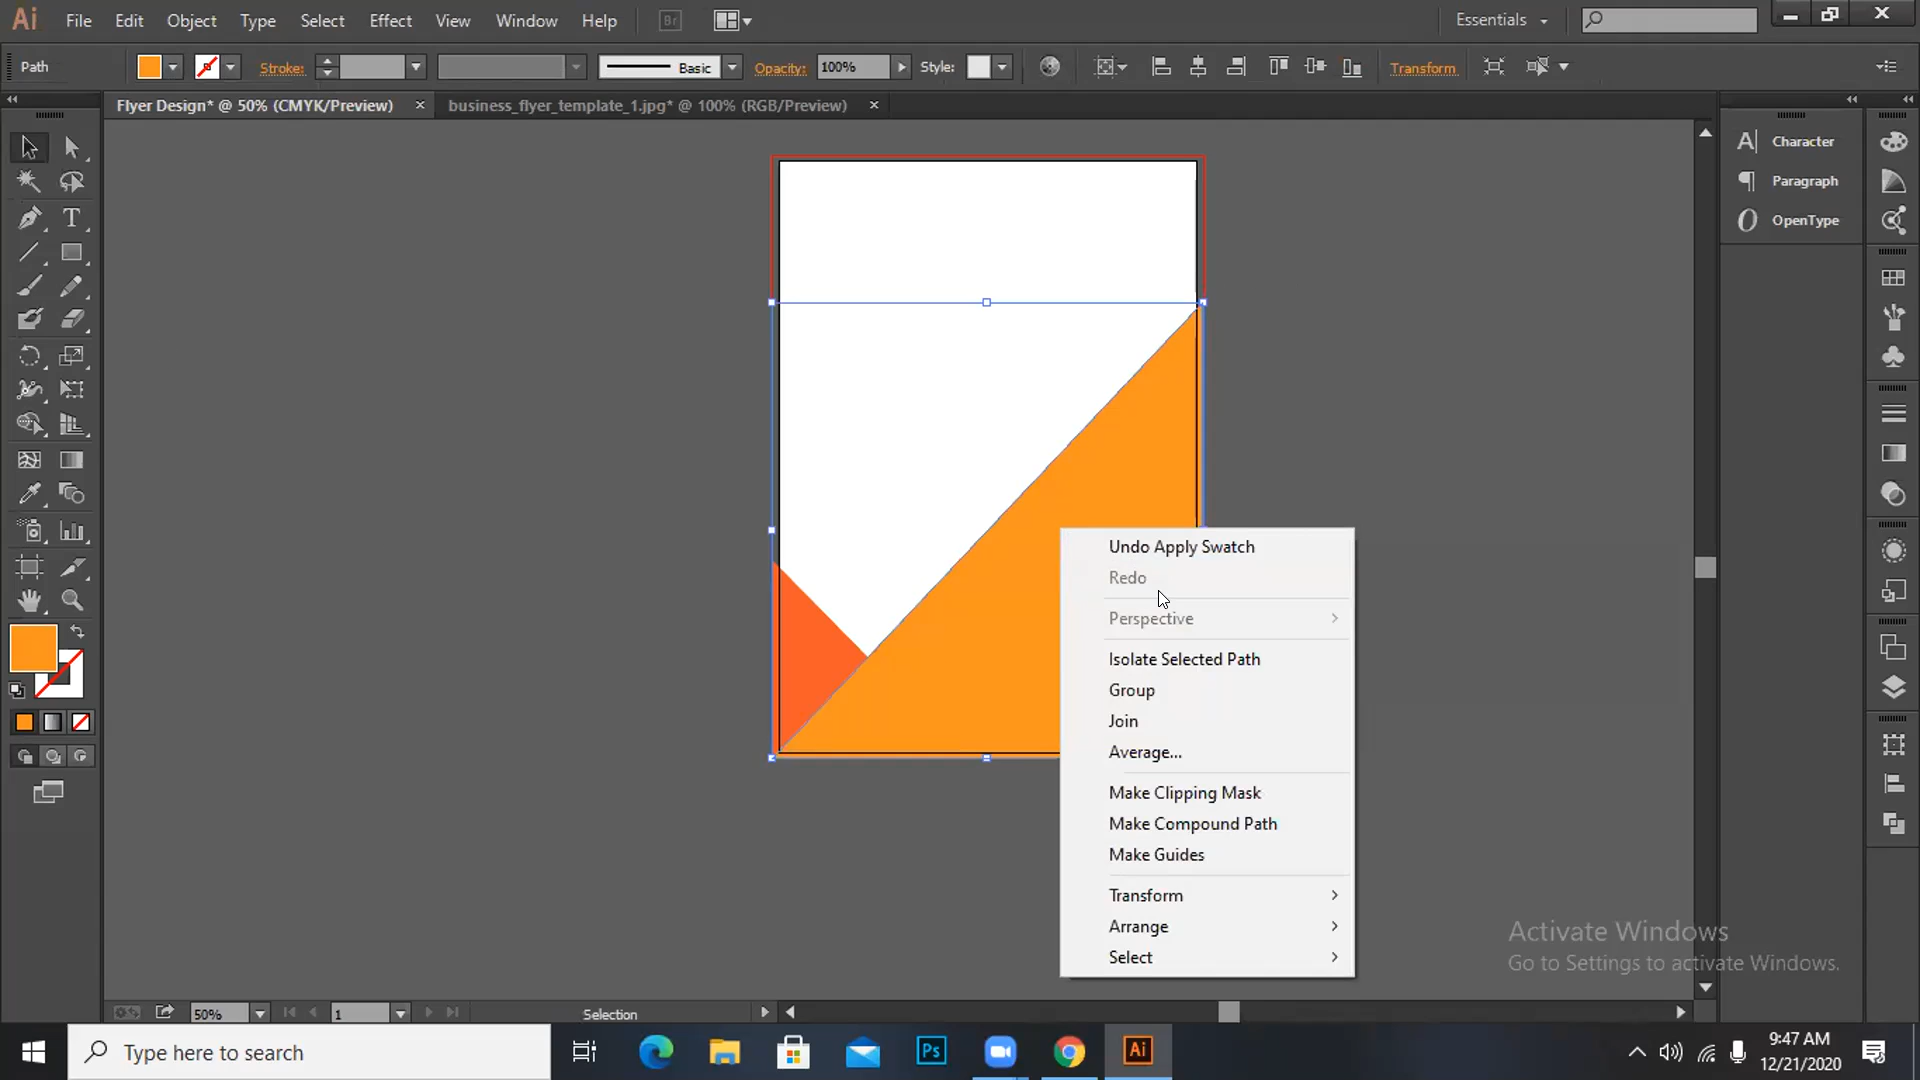 Ai File Edit Object Type Select Effect View Window Help Br Essentials
Path Stroke: Basic Opacity: 100% Style: Transform
Flyer Design* @ 50% (CMYK/Preview) × business_flyer_template_1.jpg* @ 100% (RGB/Preview) ×
Character
Paragraph
OpenType
Undo Apply Swatch
Redo
Perspective
Isolate Selected Path
Group
Join
Average...
Make Clipping Mask
Make Compound Path
Make Guides
Transform
Arrange
Select
Activate Windows
Go to Settings to activate Windows.
50% 1 Selection
Type here to search
Ps
Ai
9:47 AM
12/21/2020